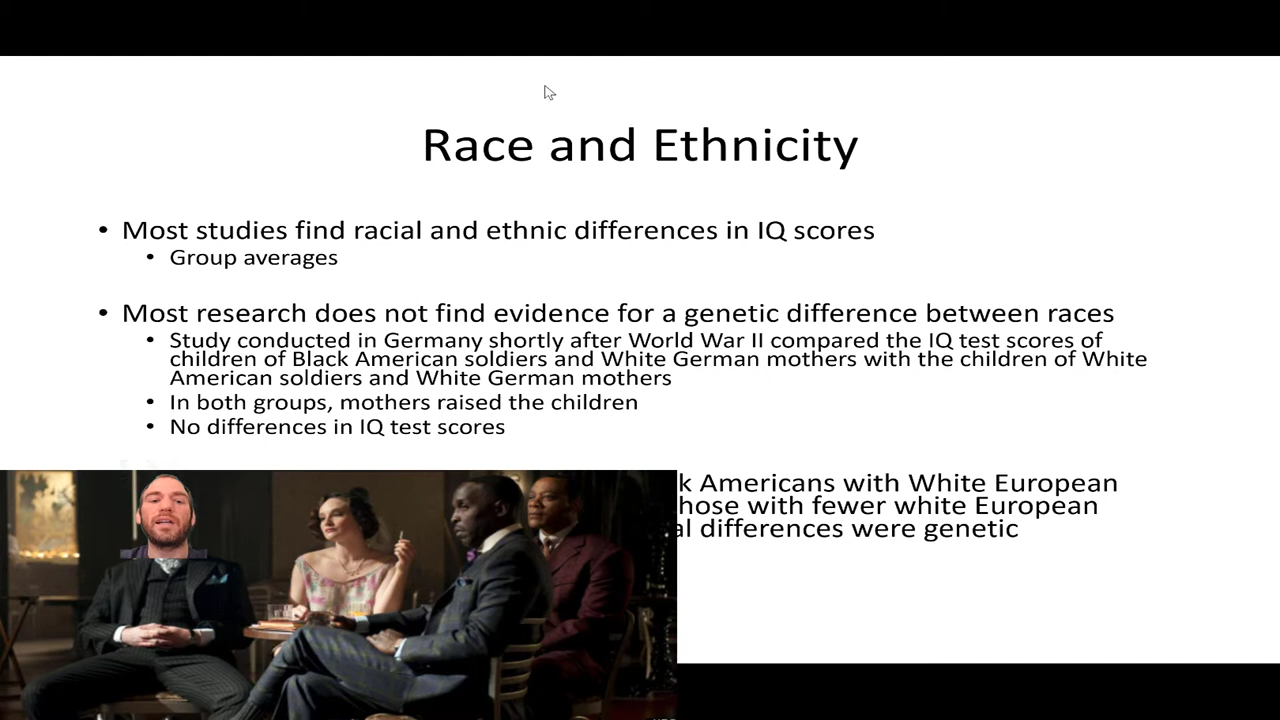 Race and Ethnicity
• Most studies find racial and ethnic differences in IQ scores
• Group averages
• Most research does not find evidence for a genetic difference between races
• Study conducted in Germany shortly after World War II compared the IQ test scores of
children of Black American soldiers and White German mothers with the children of White
American soldiers and White German mothers
• In both groups, mothers raised the children
• No differences in IQ test scores
Americans with White European
with fewer white European
differences were genetic